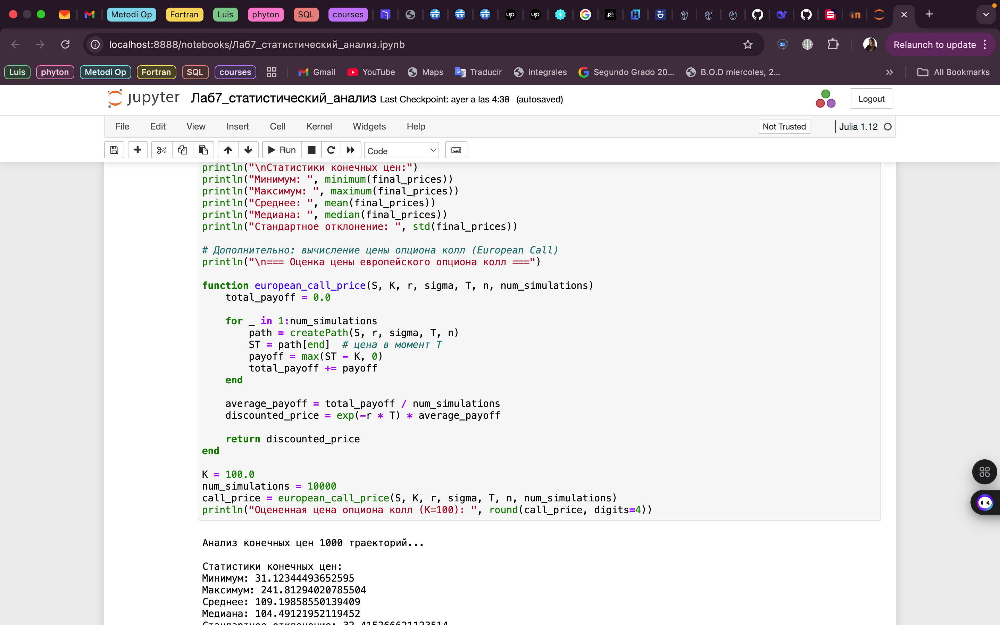 Metodi Op Fortran Luis phyton SQL courses
localhost:8888/notebooks/Лаб7_статистический_анализ.ipynb Relaunch to update
Luis phyton Metodi Op Fortran SQL courses Gmail YouTube Maps Traducir integrales Segundo Grado 20... B.O.D miercoles, 2... All Bookmarks
jupyter Лаб7_статистический_анализ Last Checkpoint: ayer a las 4:38 (autosaved) Logout
File Edit View Insert Cell Kernel Widgets Help Not Trusted Julia 1.12
Run Code
println("\nСтатистики конечных цен:")
println("Минимум: ", minimum(final_prices))
println("Максимум: ", maximum(final_prices))
println("Среднее: ", mean(final_prices))
println("Медиана: ", median(final_prices))
println("Стандартное отклонение: ", std(final_prices))
# Дополнительно: вычисление цены опциона колл (European Call)
println("\n=== Оценка цены европейского опциона колл ===")
function european_call_price(S, K, r, sigma, T, n, num_simulations)
total_payoff = 0.0
for _ in 1:num_simulations
path = createPath(S, r, sigma, T, n)
ST = path[end] # цена в момент T
payoff = max(ST - K, 0)
total_payoff += payoff
end
average_payoff = total_payoff / num_simulations
discounted_price = exp(-r * T) * average_payoff
return discounted_price
end
K = 100.0
num_simulations = 10000
call_price = european_call_price(S, K, r, sigma, T, n, num_simulations)
println("Оцененная цена опциона колл (K=100): ", round(call_price, digits=4))
Анализ конечных цен 1000 траекторий...
Статистики конечных цен:
Минимум: 31.12344493652595
Максимум: 241.81294020785504
Среднее: 109.19858550139409
Медиана: 104.49121952119452
Стандартное отклонение: 32.415266621123514